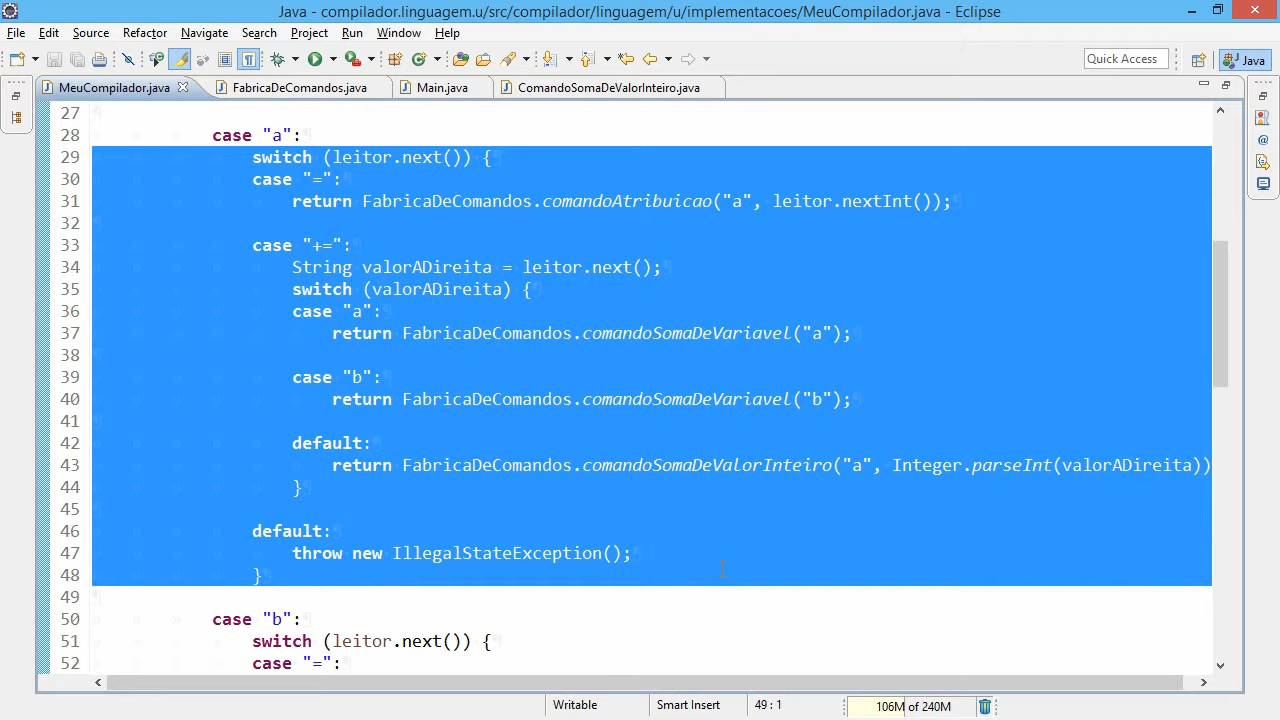 Java - compilador.linguagem.u/src/compilador/linguagem/u/implementacoes/MeuCompilador.java - Eclipse
File Edit Source Refactor Navigate Search Project Run Window Help
Quick Access Java
MeuCompilador.java FabricaDeComandos.java Main.java ComandoSomaDeValorInteiro.java
27
28 case "a":
29 switch (leitor.next()) {
30 case "=":
31 return FabricaDeComandos.comandoAtribuicao("a", leitor.nextInt());
32
33 case "+=":
34 String valorADireita = leitor.next();
35 switch (valorADireita) {
36 case "a":
37 return FabricaDeComandos.comandoSomaDeVariavel("a");
38
39 case "b":
40 return FabricaDeComandos.comandoSomaDeVariavel("b");
41
42 default:
43 return FabricaDeComandos.comandoSomaDeValorInteiro("a", Integer.parseInt(valorADireita))
44 }
45
46 default:
47 throw new IllegalStateException();
48 }
49
50 case "b":
51 switch (leitor.next()) {
52 case "=":
Writable Smart Insert 49 : 1 106M of 240M